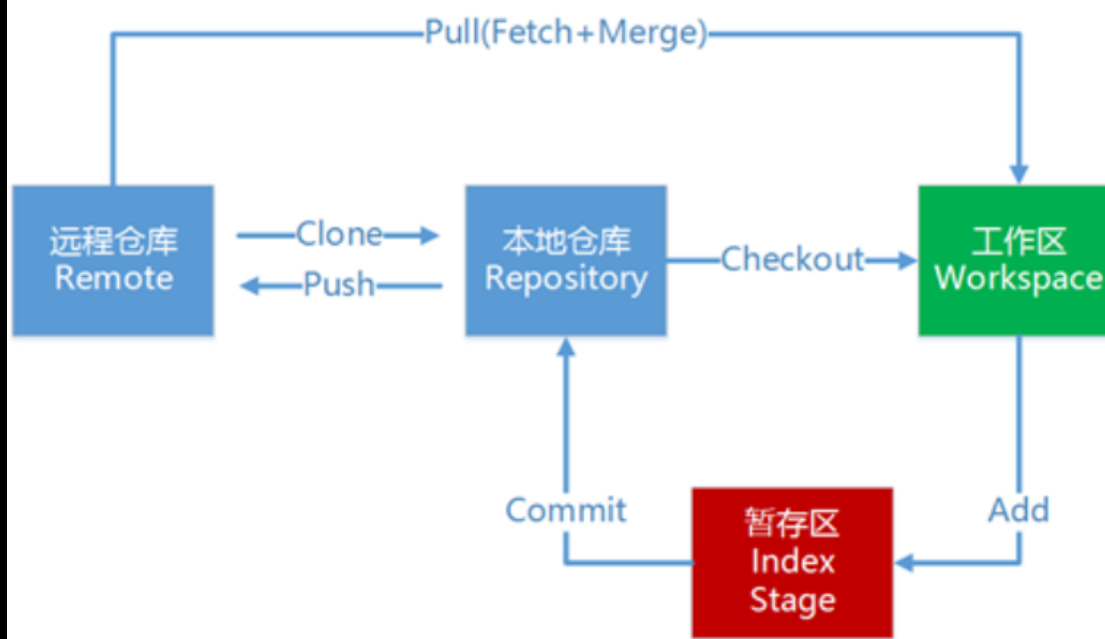 Pull(Fetch+Merge)
远程仓库
Remote
Clone
Push
本地仓库
Repository
Checkout
工作区
Workspace
Commit
暂存区
Index
Stage
Add